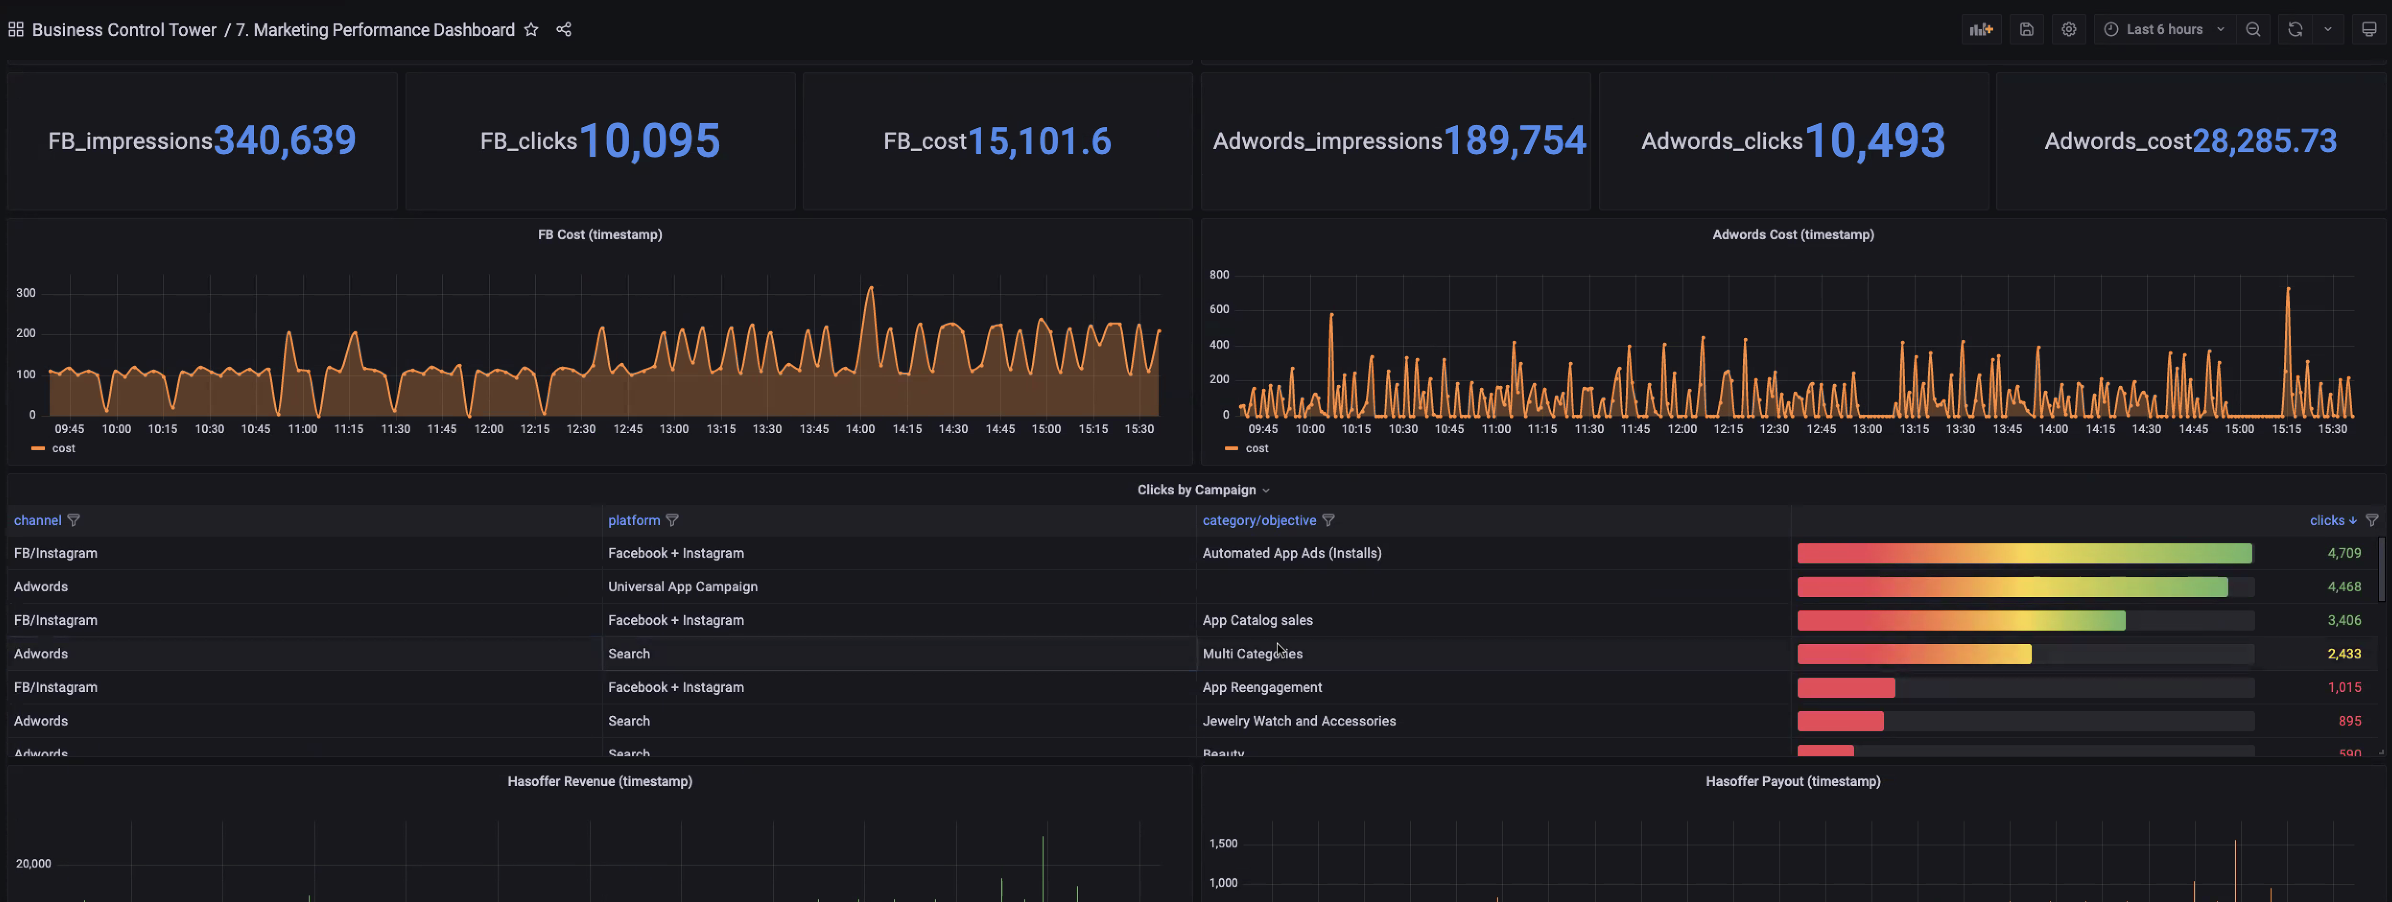 Business Control Tower / 7. Marketing Performance Dashboard
Last 6 hours
FB_impressions 340,639
FB_clicks 10,095
FB_cost 15,101.6
Adwords_impressions 189,754
Adwords_clicks 10,493
Adwords_cost 28,285.73
FB Cost (timestamp)
300
200
100
0
09:45 10:00 10:15 10:30 10:45 11:00 11:15 11:30 11:45 12:00 12:15 12:30 12:45 13:00 13:15 13:30 13:45 14:00 14:15 14:30 14:45 15:00 15:15 15:30
cost
Adwords Cost (timestamp)
800
600
400
200
0
09:45 10:00 10:15 10:30 10:45 11:00 11:15 11:30 11:45 12:00 12:15 12:30 12:45 13:00 13:15 13:30 13:45 14:00 14:15 14:30 14:45 15:00 15:15 15:30
cost
Clicks by Campaign
channel platform category/objective clicks
FB/Instagram Facebook + Instagram Automated App Ads (Installs) 4,709
Adwords Universal App Campaign 4,468
FB/Instagram Facebook + Instagram App Catalog sales 3,406
Adwords Search Multi Categories 2,433
FB/Instagram Facebook + Instagram App Reengagement 1,015
Adwords Search Jewelry Watch and Accessories 895
Adwords Search Beauty 590
Hasoffer Revenue (timestamp)
20,000
Hasoffer Payout (timestamp)
1,500
1,000